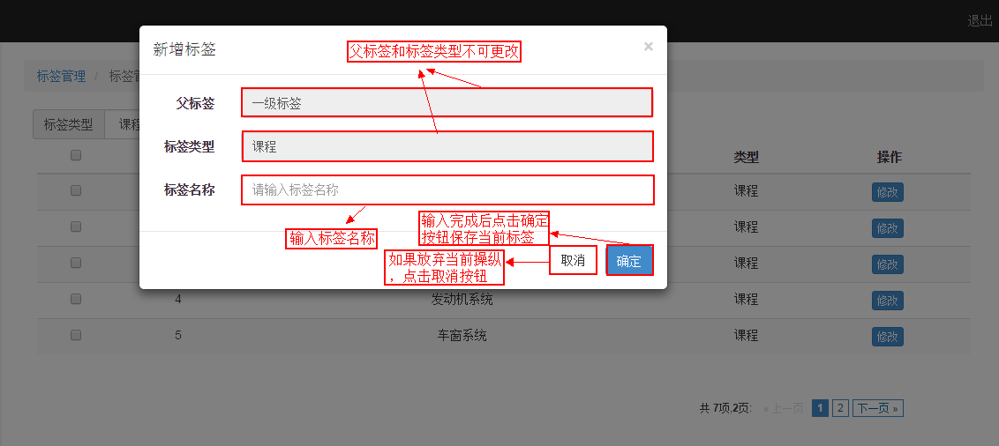 退出
新增标签
×
父标签和标签类型不可更改
标签管理 / 标签管
父标签
一级标签
标签类型 课程
标签类型
课程
类型
操作
标签名称
请输入标签名称
课程
修改
输入标签名称
输入完成后点击确定
按钮保存当前标签
课程
修改
如果放弃当前操纵
，点击取消按钮
取消
确定
课程
修改
4
发动机系统
课程
修改
5
车窗系统
课程
修改
共 7项,2页: « 上一页 1 2 下一页 »